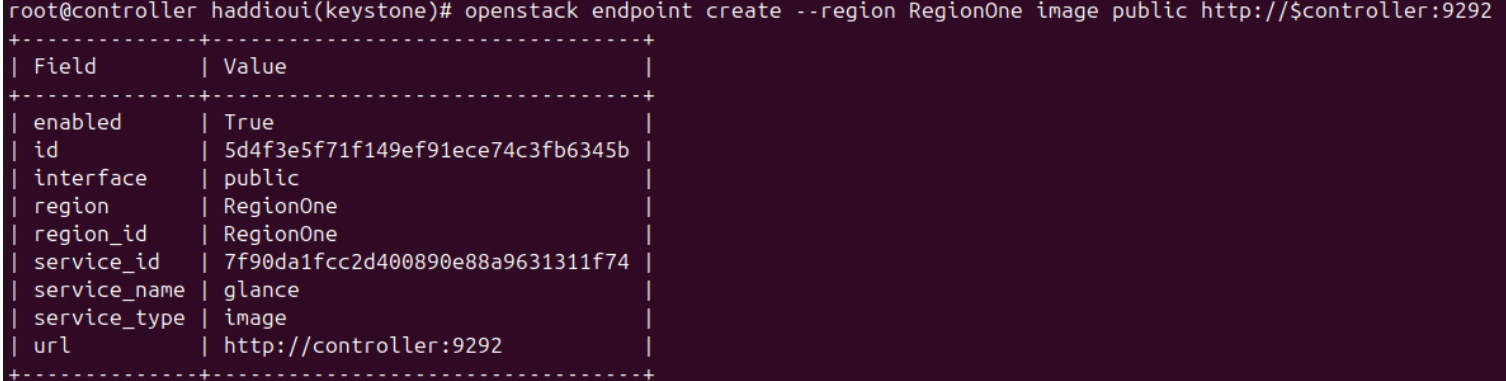 root@controller haddioui(keystone)# openstack endpoint create --region RegionOne image public http://$controller:9292
+--------------+----------------------------------+
| Field        | Value                            |
+--------------+----------------------------------+
| enabled      | True                             |
| id           | 5d4f3e5f71f149ef91ece74c3fb6345b |
| interface    | public                           |
| region       | RegionOne                        |
| region_id    | RegionOne                        |
| service_id   | 7f90da1fcc2d400890e88a9631311f74 |
| service_name | glance                           |
| service_type | image                            |
| url          | http://controller:9292           |
+--------------+----------------------------------+